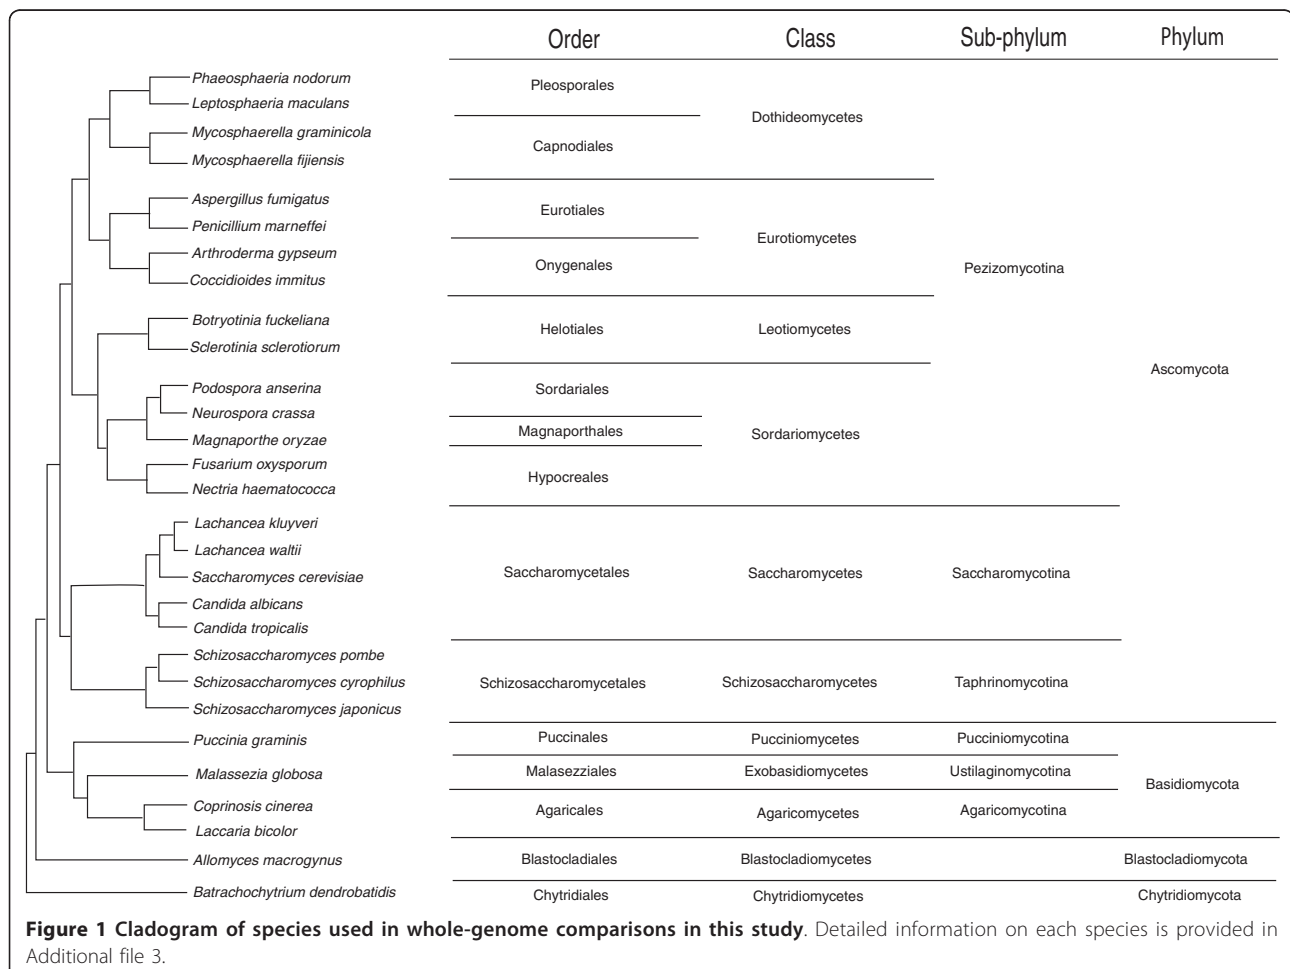 Order Class Sub-phylum Phylum
Phaeosphaeria nodorum
Pleosporales
Leptosphaeria maculans
Dothideomycetes
Mycosphaerella graminicola
Capnodiales
Mycosphaerella fijiensis
Aspergillus fumigatus
Eurotiales
Penicillium marneffei
Eurotiomycetes
Arthroderma gypseum
Onygenales
Pezizomycotina
Coccidioides immitus
Botryotinia fuckeliana
Helotiales Leotiomycetes
Sclerotinia sclerotiorum
Ascomycota
Podospora anserina
Sordariales
Neurospora crassa
Magnaporthales
Sordariomycetes
Magnaporthe oryzae
Fusarium oxysporum
Hypocreales
Nectria haematococca
Lachancea kluyveri
Lachancea waltii
Saccharomycetales Saccharomycetes Saccharomycotina
Saccharomyces cerevisiae
Candida albicans
Candida tropicalis
Schizosaccharomyces pombe
Schizosaccharomyces cyrophilus Schizosaccharomycetales Schizosaccharomycetes Taphrinomycotina
Schizosaccharomyces japonicus
Puccinia graminis Puccinales Pucciniomycetes Pucciniomycotina
Malassezia globosa Malasezziales Exobasidiomycetes Ustilaginomycotina
Basidiomycota
Coprinosis cinerea
Agaricales Agaricomycetes Agaricomycotina
Laccaria bicolor
Allomyces macrogynus Blastocladiales Blastocladiomycetes Blastocladiomycota
Batrachochytrium dendrobatidis Chytridiales Chytridiomycetes Chytridiomycota
Figure 1 Cladogram of species used in whole-genome comparisons in this study. Detailed information on each species is provided in
Additional file 3.